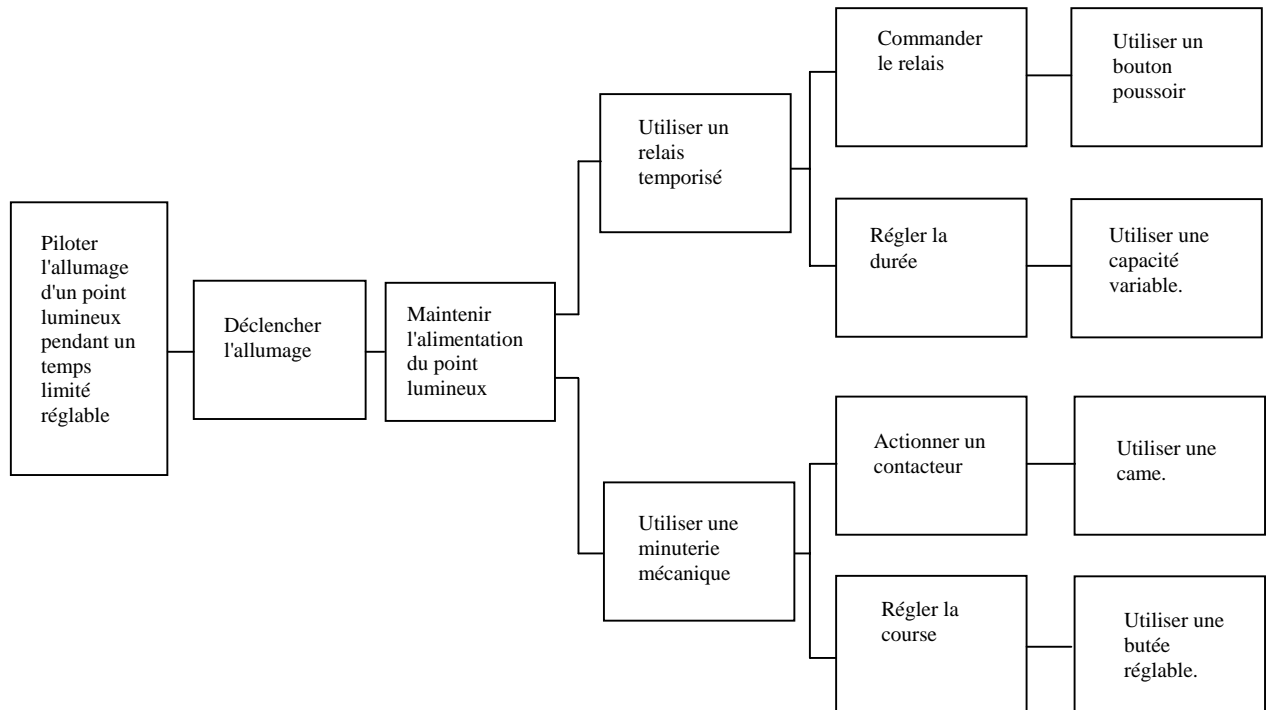 Piloter
l'allumage
d'un point
lumineux
pendant un
temps
limité
réglable
Déclencher
l'allumage
Maintenir
l'alimentation
du point
lumineux
Utiliser un
relais
temporisé
Commander
le relais
Utiliser un
bouton
poussoir
Régler la
durée
Utiliser une
capacité
variable.
Utiliser une
minuterie
mécanique
Actionner un
contacteur
Utiliser une
came.
Régler la
course
Utiliser une
butée
réglable.